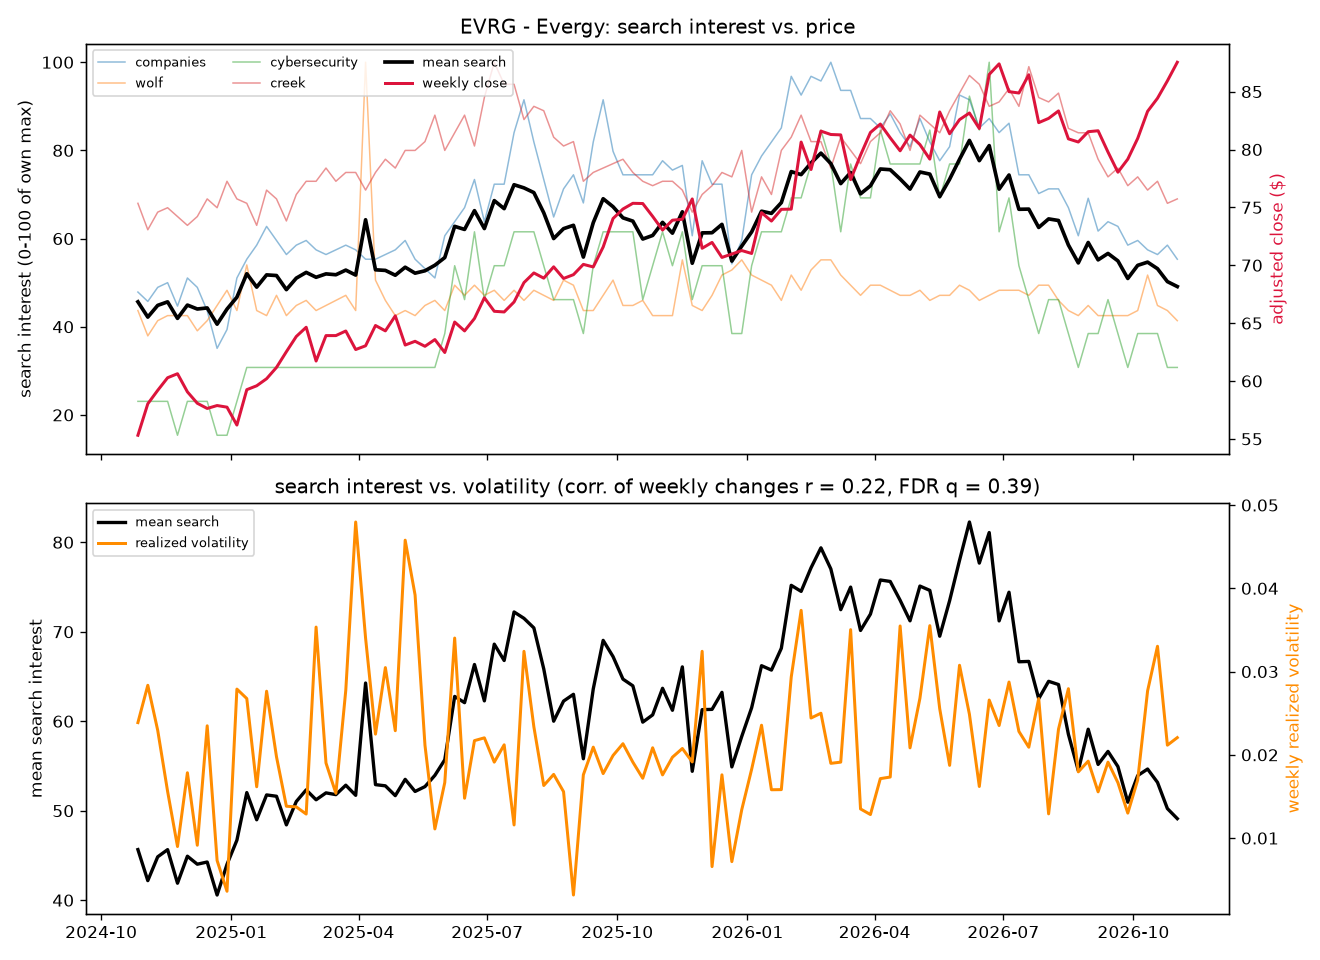 EVRG - Evergy: search interest vs. price
companies
wolf
cybersecurity
creek
mean search
weekly close
search interest (0-100 of own max)
100
80
60
40
20
adjusted close ($)
85
80
75
70
65
60
55
search interest vs. volatility (corr. of weekly changes r = 0.22, FDR q = 0.39)
mean search
realized volatility
mean search interest
80
70
60
50
40
weekly realized volatility
0.05
0.04
0.03
0.02
0.01
2024-10
2025-01
2025-04
2025-07
2025-10
2026-01
2026-04
2026-07
2026-10